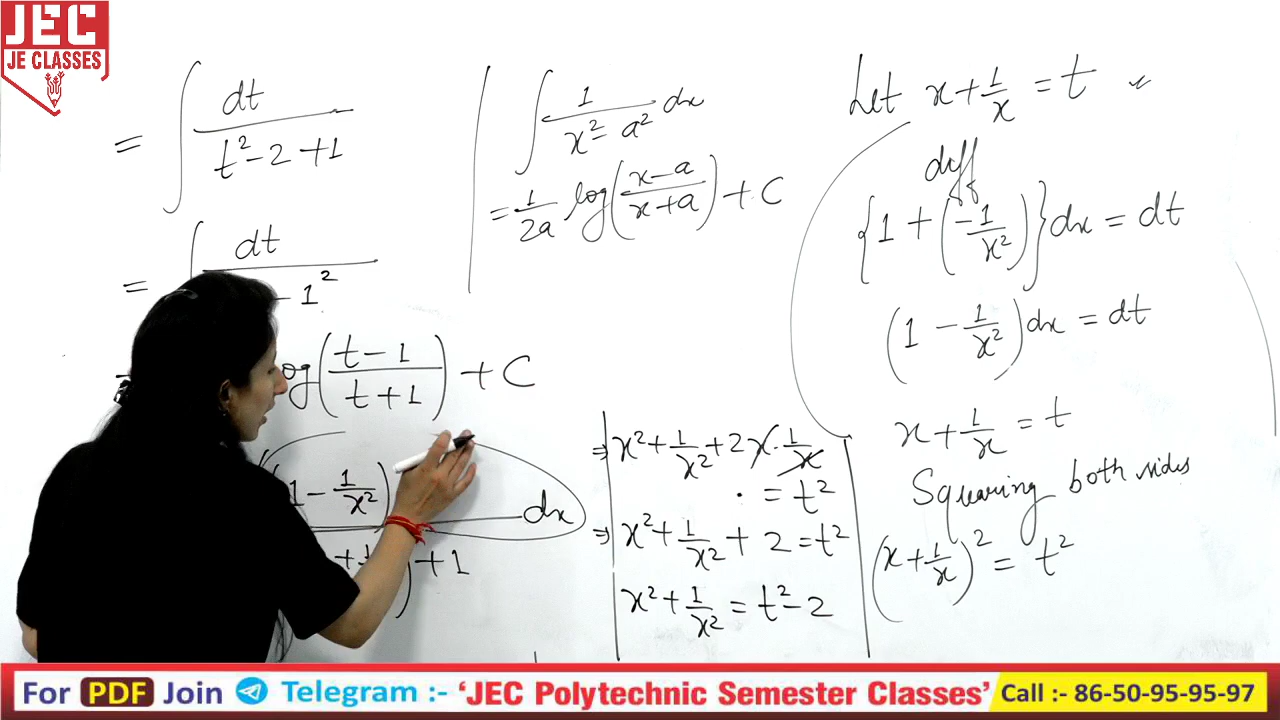 JEC
JE CLASSES
= ∫ dt / (t² - 2 + 1)
= ∫ dt / - 1²
og((t - 1)/(t + 1)) + C
(1 - 1/x²) dx
+ 1/ ) + 1
∫ 1/(x² - a²) dx
= 1/2a log((x - a)/(x + a)) + C
⇒ x² + 1/x² + 2x · 1/x
= t²
⇒ x² + 1/x² + 2 = t²
x² + 1/x² = t² - 2
Let x + 1/x = t
diff
{1 + (-1/x²)}dx = dt
(1 - 1/x²)dx = dt
x + 1/x = t
Squaring both sides
(x + 1/x)² = t²
For PDF Join Telegram :- ‘JEC Polytechnic Semester Classes’ Call :- 86-50-95-95-97